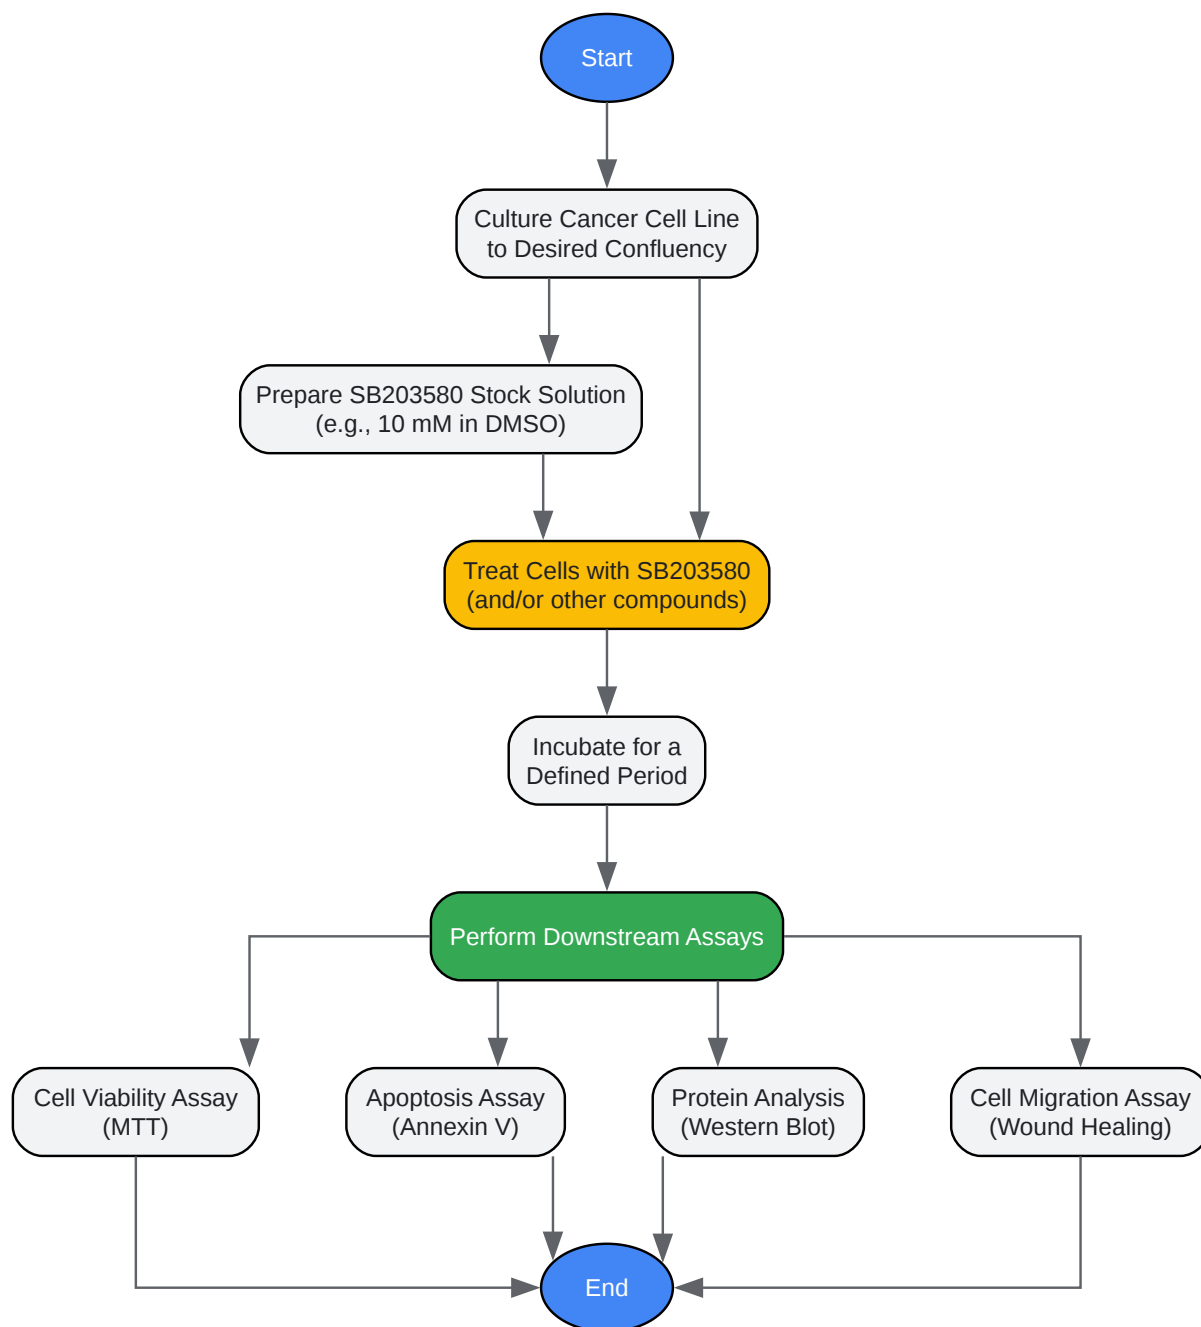 Start
Culture Cancer Cell Line
to Desired Confluency
Prepare SB203580 Stock Solution
(e.g., 10 mM in DMSO)
Treat Cells with SB203580
(and/or other compounds)
Incubate for a
Defined Period
Perform Downstream Assays
Cell Viability Assay
(MTT)
Apoptosis Assay
(Annexin V)
Protein Analysis
(Western Blot)
Cell Migration Assay
(Wound Healing)
End